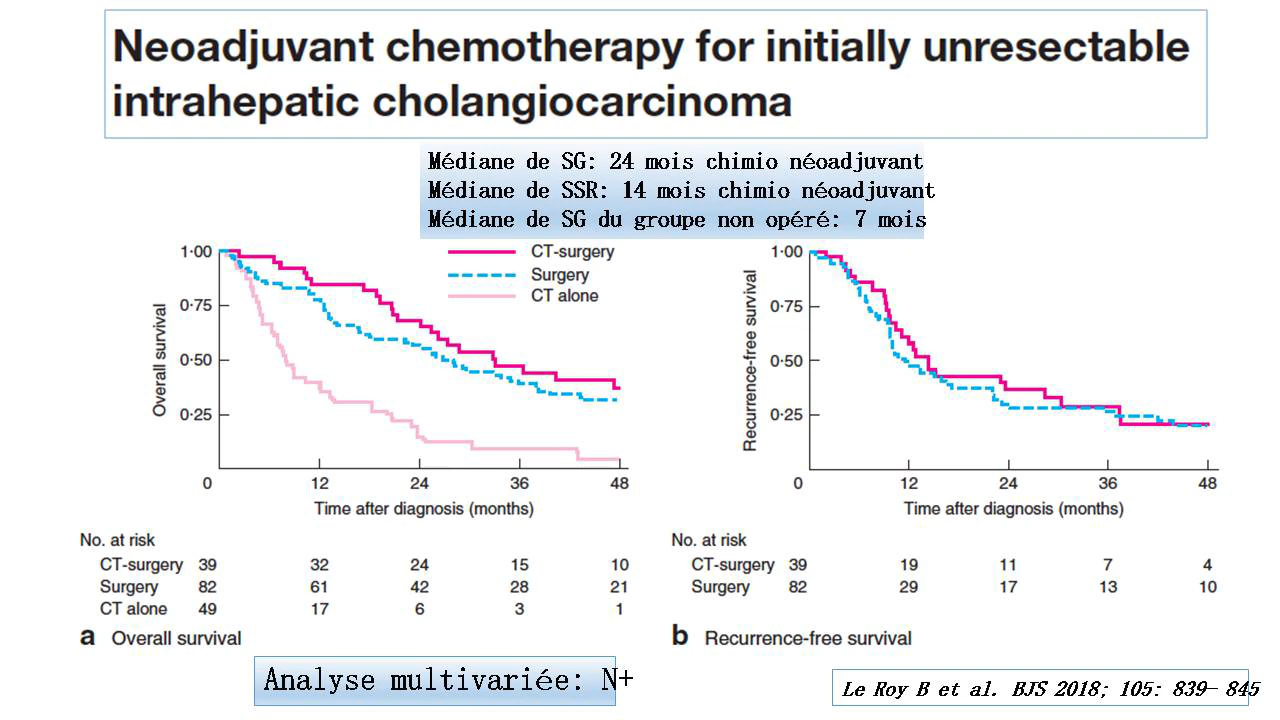 Neoadjuvant chemotherapy for initially unresectable
intrahepatic cholangiocarcinoma
Médiane de SG: 24 mois chimio néoadjuvant
Médiane de SSR: 14 mois chimio néoadjuvant
Médiane de SG du groupe non opéré: 7 mois
CT-surgery
Surgery
CT alone
Overall survival
1·00
0·75
0·50
0·25
0 12 24 36 48
Time after diagnosis (months)
No. at risk
CT-surgery 39 32 24 15 10
Surgery 82 61 42 28 21
CT alone 49 17 6 3 1
a Overall survival
Recurrence-free survival
1·00
0·75
0·50
0·25
0 12 24 36 48
Time after diagnosis (months)
No. at risk
CT-surgery 39 19 11 7 4
Surgery 82 29 17 13 10
b Recurrence-free survival
Analyse multivariée: N+
Le Roy B et al. BJS 2018; 105: 839– 845